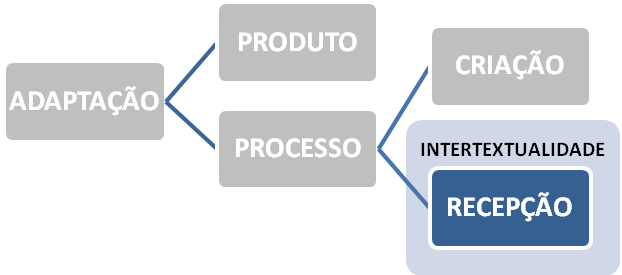 ADAPTAÇÃO
PRODUTO
PROCESSO
CRIAÇÃO
INTERTEXTUALIDADE
RECEPÇÃO